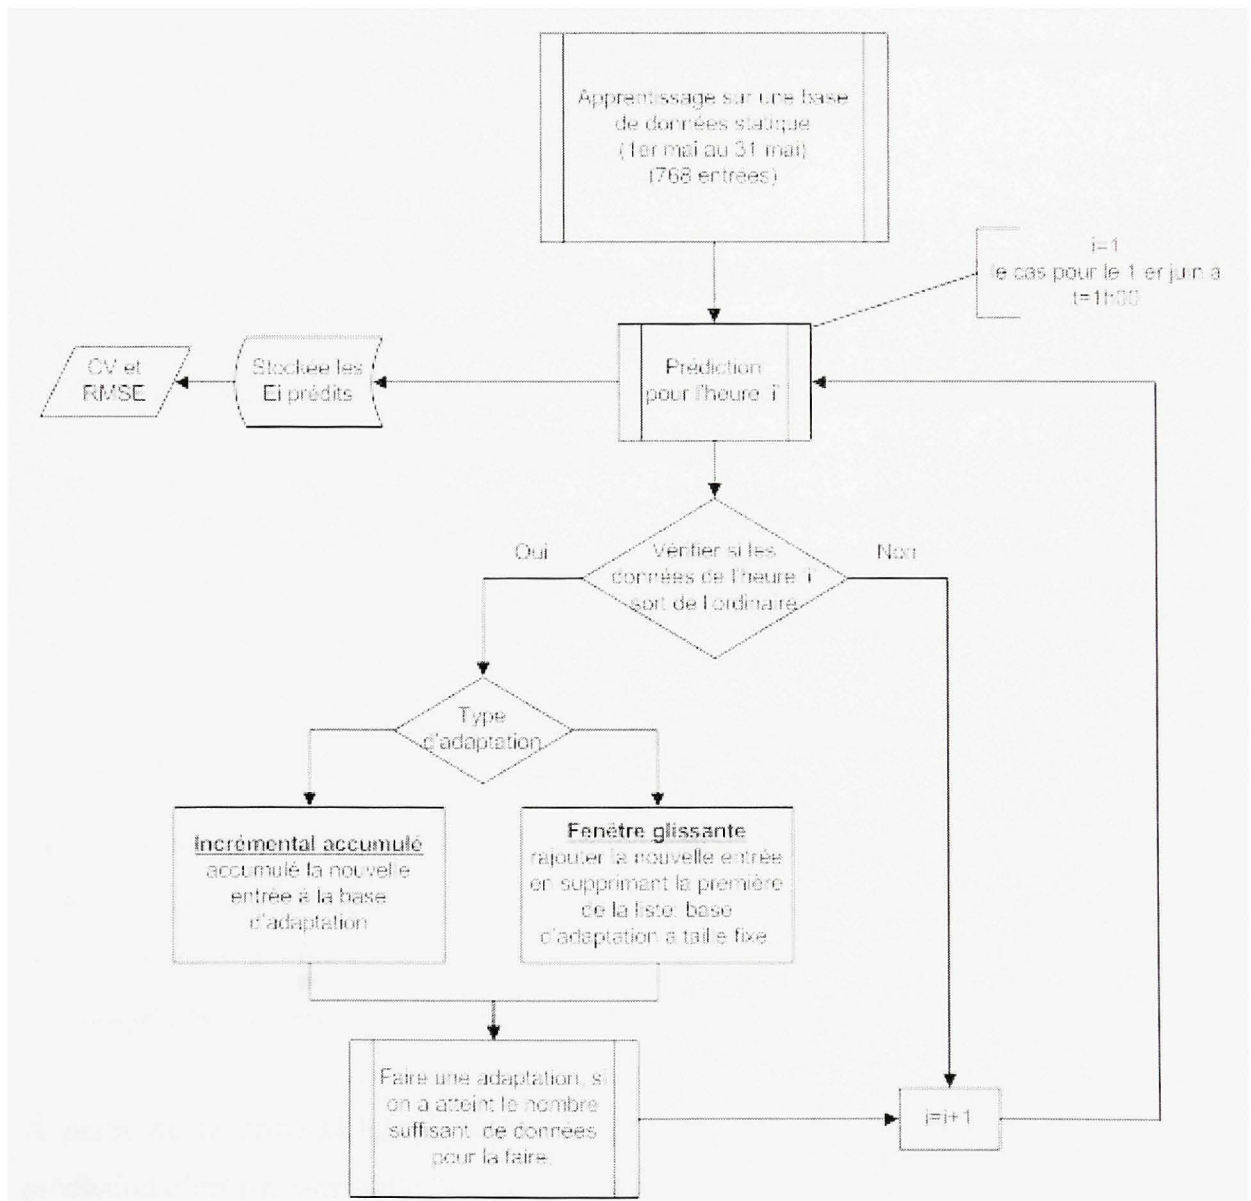 Apprentissage sur une base
de données statique
(1er mai au 31 mai)
(768 entrées)
i=1
le cas pour le 1 er juin à
t=1h00
CV et
RMSE
Stockée les
Ei prédits
Prédiction
pour l'heure 'i'
Oui
Vérifier si les
données de l'heure 'i'
sort de l'ordinaire
Non
Type
d'adaptation
Incrémental accumulé
accumulé la nouvelle
entrée à la base
d'adaptation
Fenêtre glissante
rajouter la nouvelle entrée
en supprimant la première
de la liste: base
d'adaptation a taille fixe
Faire une adaptation, si
on a atteint le nombre
suffisant de données
pour la faire.
i=i+1